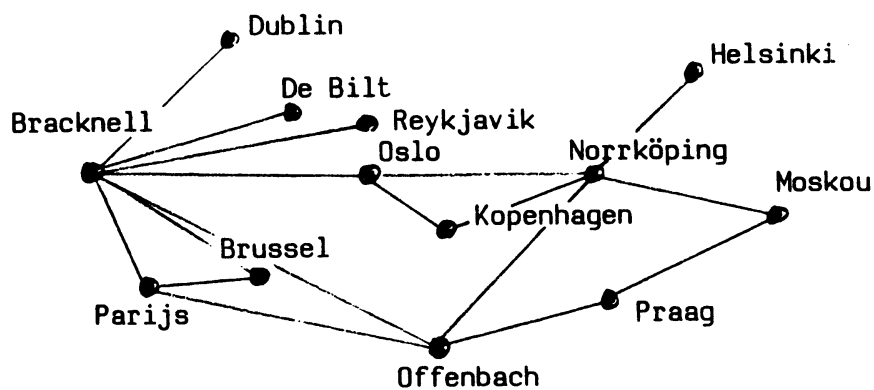 Dublin
Helsinki
De Bilt
Bracknell
Reykjavik
Oslo
Norrköping
Moskou
Kopenhagen
Brussel
Parijs
Praag
Offenbach